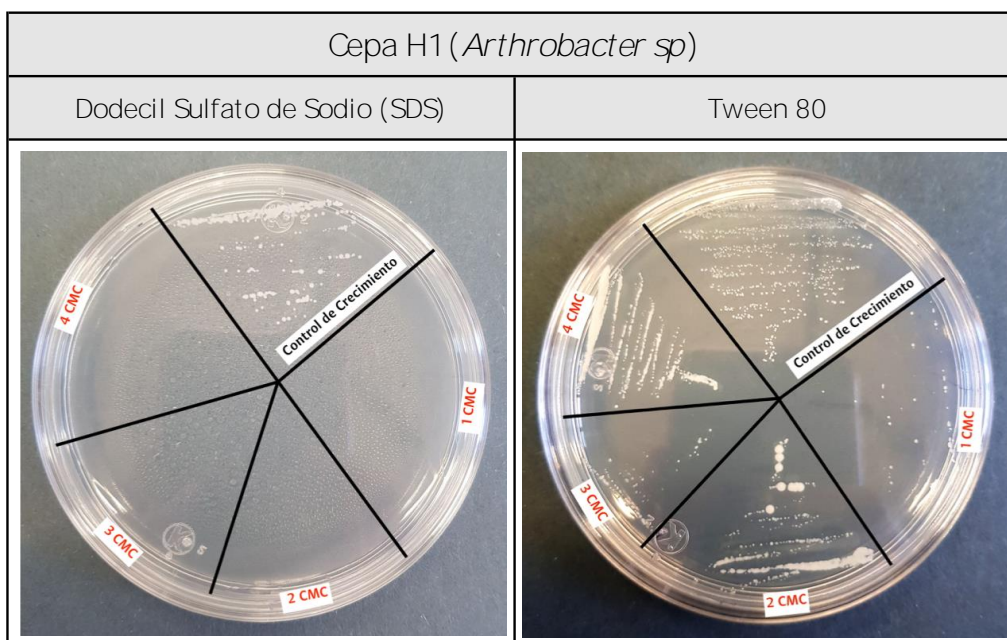 Cepa H1 (Arthrobacter sp)
Dodecil Sulfato de Sodio (SDS)
Tween 80
Control de Crecimiento
4 CMC
1 CMC
3 CMC
2 CMC
Control de Crecimiento
4 CMC
1 CMC
3 CMC
2 CMC